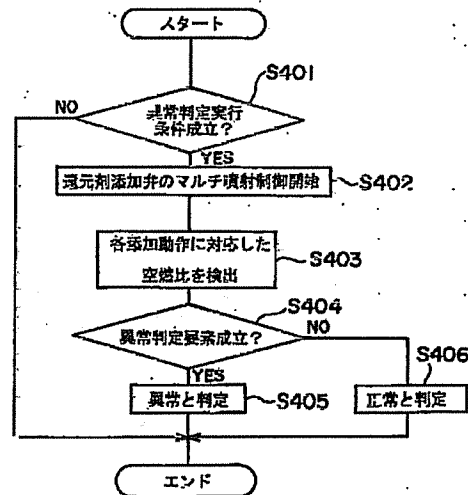 スタート
S401
異常判定実行
条件成立？
NO
YES
還元剤添加弁のマルチ噴射制御開始
S402
各添加動作に対応した
空燃比を検出
S403
S404
異常判定要素成立？
NO
YES
異常と判定
S405
S406
正常と判定
エンド